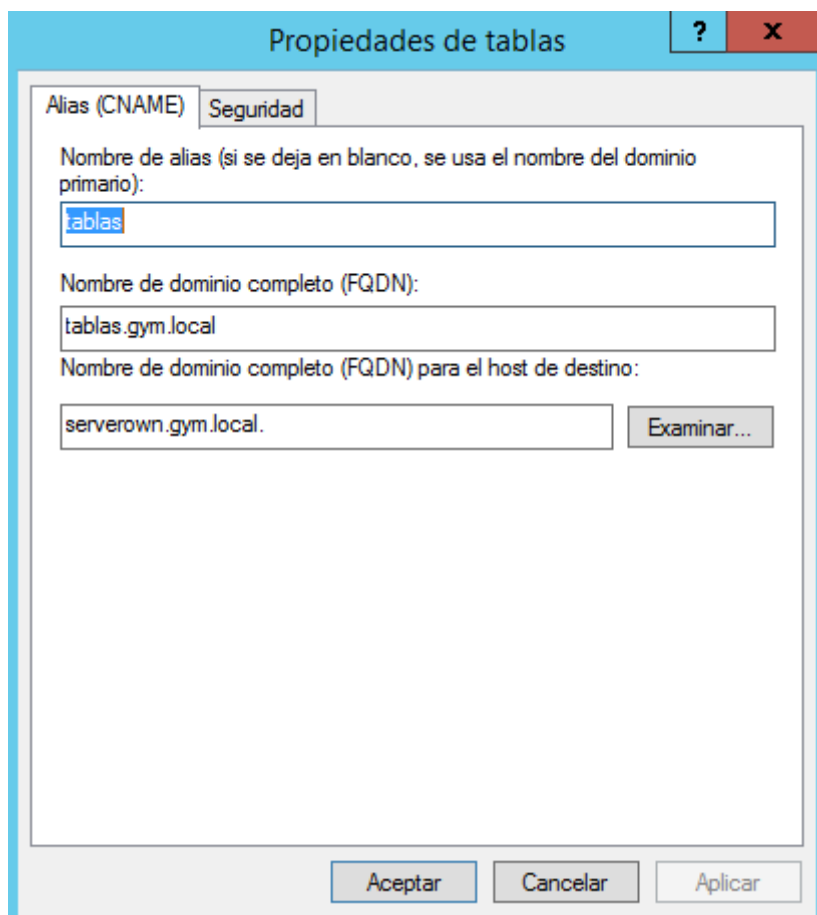 Propiedades de tablas
?
x
Alias (CNAME)
Seguridad
Nombre de alias (si se deja en blanco, se usa el nombre del dominio
primario):
tablas
Nombre de dominio completo (FQDN):
tablas.gym.local
Nombre de dominio completo (FQDN) para el host de destino:
serverown.gym.local.
Examinar...
Aceptar
Cancelar
Aplicar